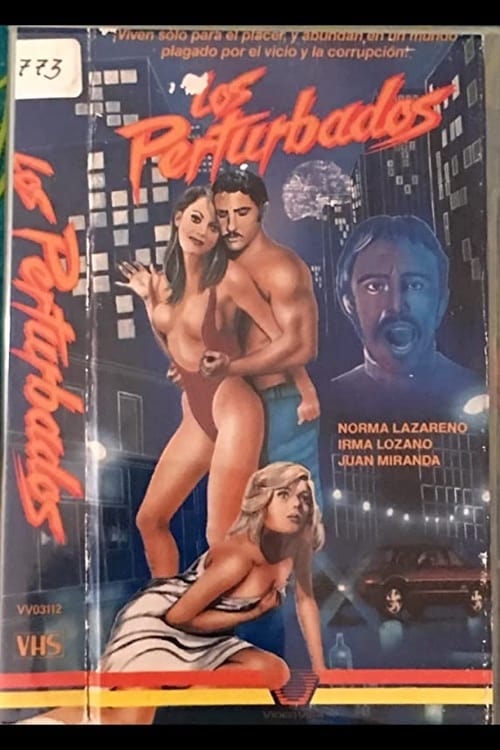 773
¡Viven sólo para el placer, y abundan, en un mundo
plagado por el vicio y la corrupción!
Los
Perturbados
Los Perturbados
NORMA LAZARENO
IRMA LOZANO
JUAN MIRANDA
VV03112
VHS